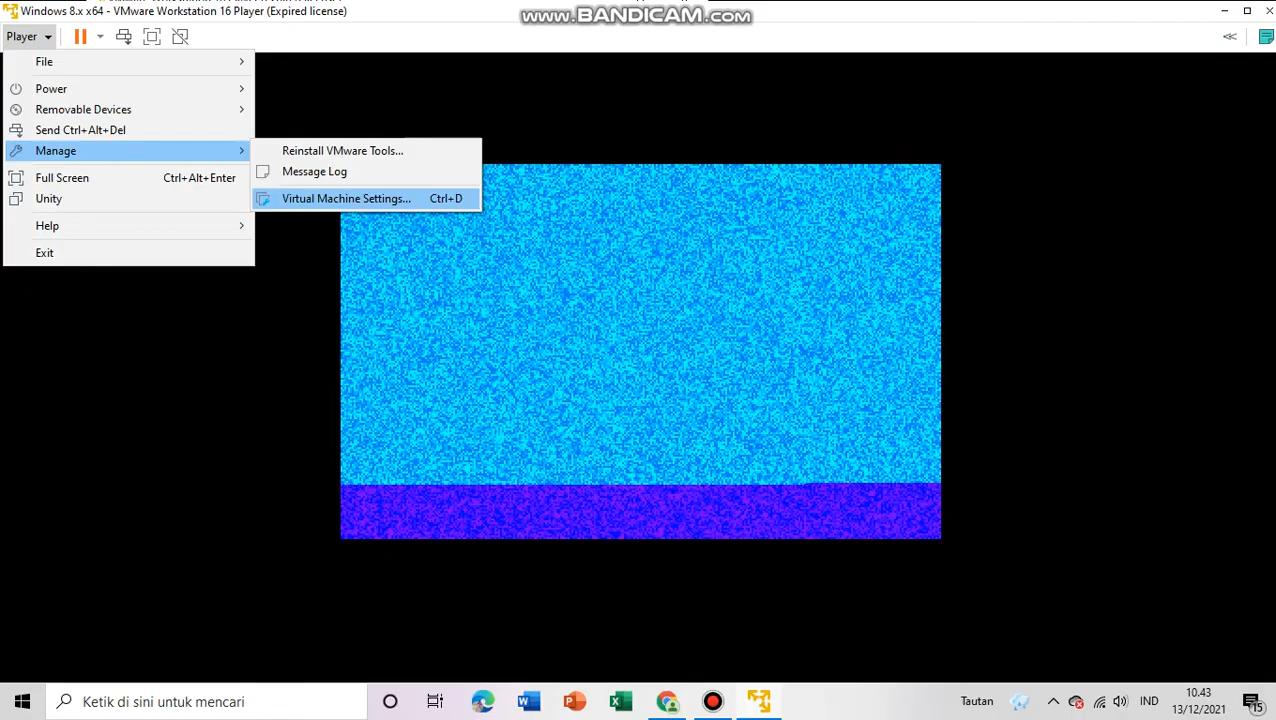 Windows 8.x x64 - VMware Workstation 16 Player (Expired license)
www.BANDICAM.com
Player
File
Power
Removable Devices
Send Ctrl+Alt+Del
Manage
Reinstall VMware Tools...
Message Log
Full Screen Ctrl+Alt+Enter
Virtual Machine Settings... Ctrl+D
Unity
Help
Exit
Ketik di sini untuk mencari
Tautan
IND
10.43
13/12/2021
15